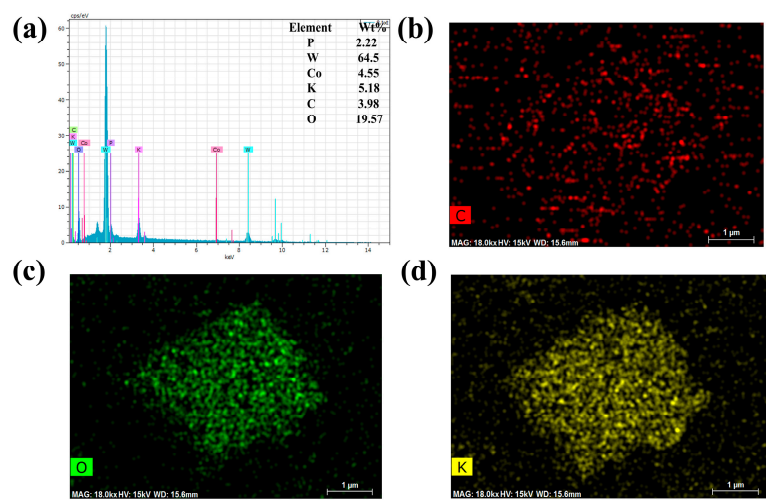 (a)
cps/eV
Element Wt%
P 2.22
W 64.5
Co 4.55
K 5.18
C 3.98
O 19.57
60
50
40
30
20
10
0
C
K
W
O
Co
W
P
K
Co
W
2 4 6 8 10 12 14
keV
(b)
C
1 µm
MAG: 18.0kx HV: 15kV WD: 15.6mm
(c)
O
1 µm
MAG: 18.0kx HV: 15kV WD: 15.6mm
(d)
K
1 µm
MAG: 18.0kx HV: 15kV WD: 15.6mm